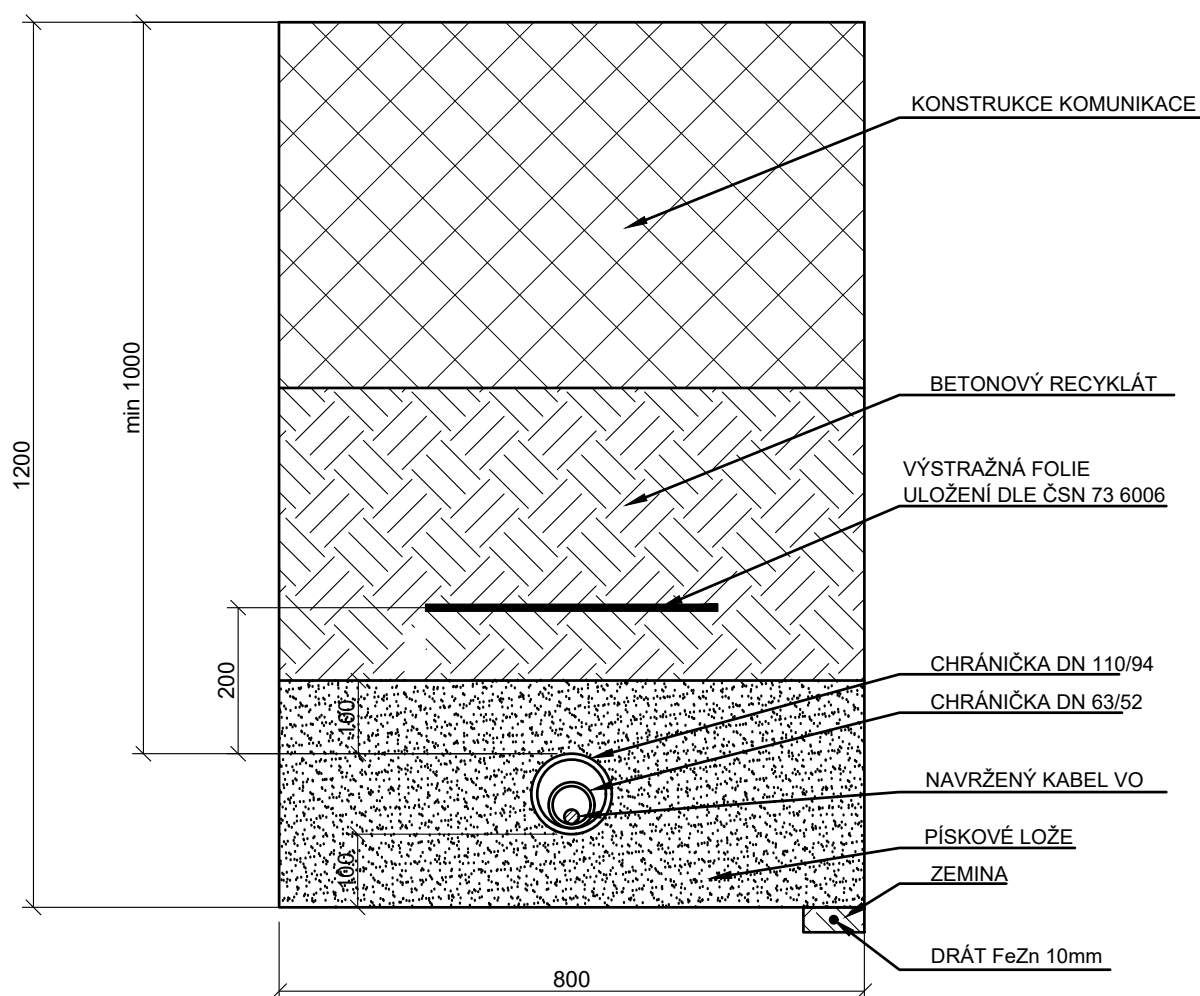 KONSTRUKCE KOMUNIKACE
BETONOVÝ RECYKLÁT
VÝSTRAŽNÁ FOLIE
ULOŽENÍ DLE ČSN 73 6006
CHRÁNIČKA DN 110/94
CHRÁNIČKA DN 63/52
NAVRŽENÝ KABEL VO
PÍSKOVÉ LOŽE
ZEMINA
DRÁT FeZn 10mm
1200
min 1000
200
100
100
800